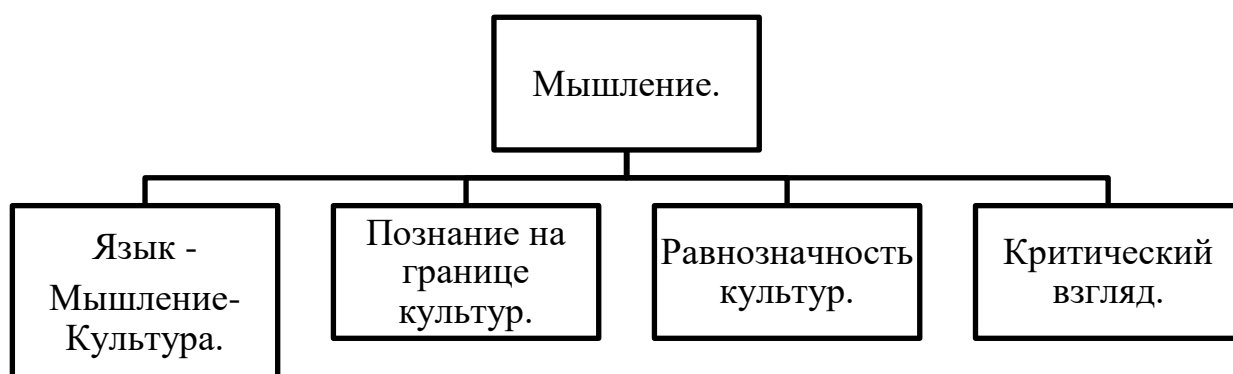 Мышление.
Язык -
Мышление-
Культура.
Познание на
границе
культур.
Равнозначность
культур.
Критический
взгляд.